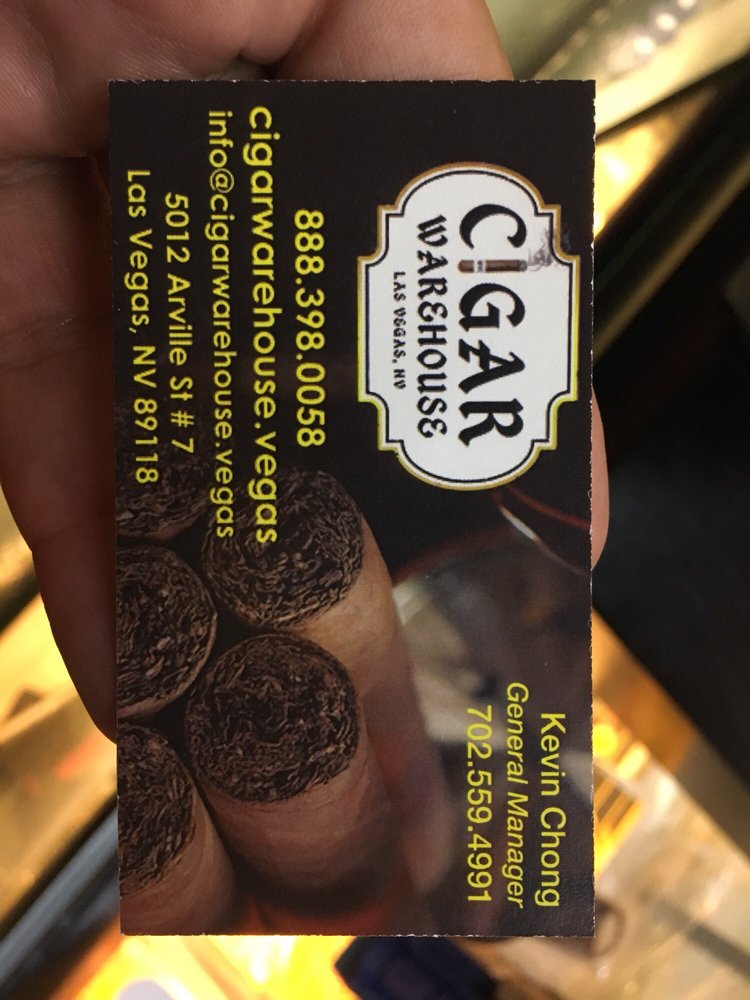 CIGAR
WAREHOUSE
LAS VEGAS, NV
Kevin Chong
General Manager
702.559.4991
888.398.0058
cigarwarehouse.vegas
info@cigarwarehouse.vegas
5012 Arville St # 7
Las Vegas, NV 89118